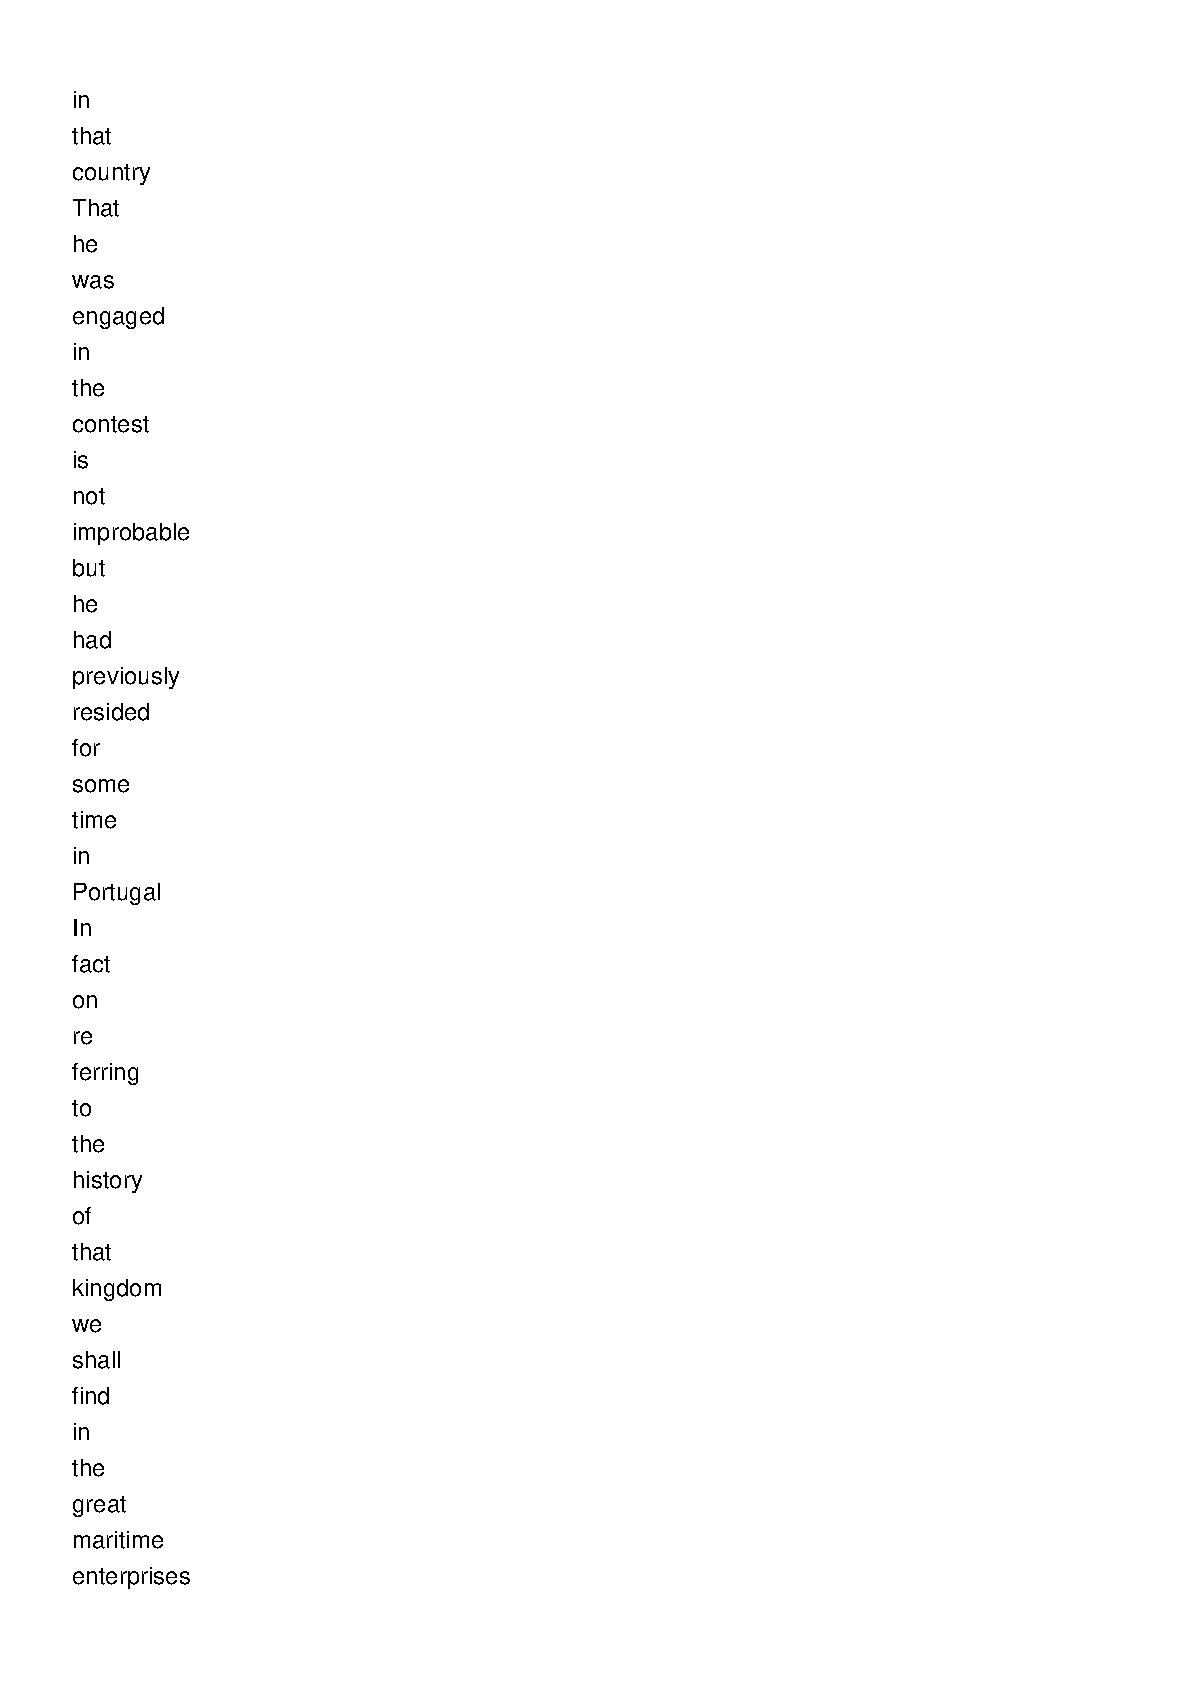 in
that
country
That
he
was
engaged
in
the
contest
is
not
improbable
but
he
had
previously
resided
for
some
time
in
Portugal
In
fact
on
re
ferring
to
the
history
of
that
kingdom
we
shall
find
in
the
great
maritime
enterprises